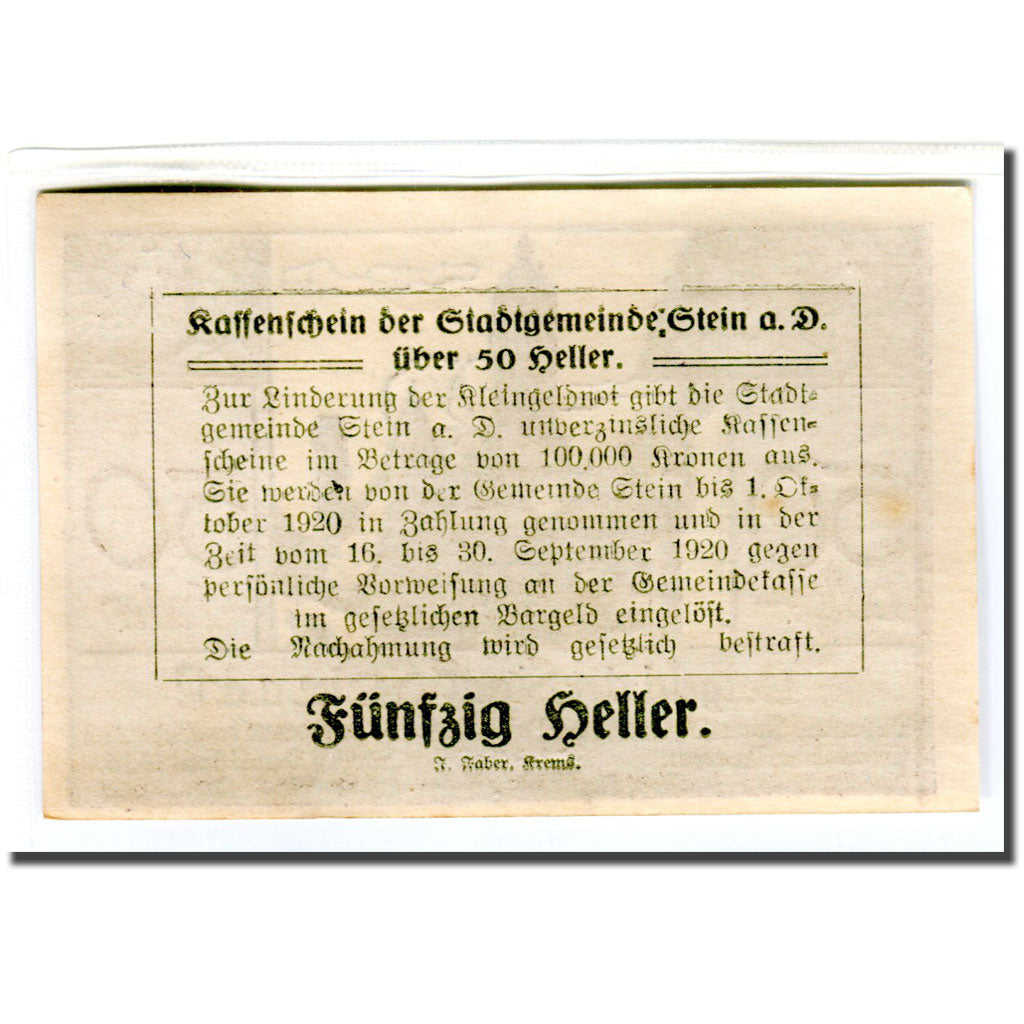 Kassenschein der Stadtgemeinde Stein a. D.
über 50 Heller.
Zur Linderung der Kleingeldnot gibt die Stadt-
gemeinde Stein a. D. unverzinsliche Kassen-
scheine im Betrage von 100,000 Kronen aus.
Sie werden von der Gemeinde Stein bis 1. Ok-
tober 1920 in Zahlung genommen und in der
Zeit vom 16. bis 30. September 1920 gegen
persönliche Vorweisung an der Gemeindekasse
im gesetzlichen Bargeld eingelöst.
Die Nachahmung wird gesetzlich bestraft.
Fünfzig Heller.
J. Faber, Krems.